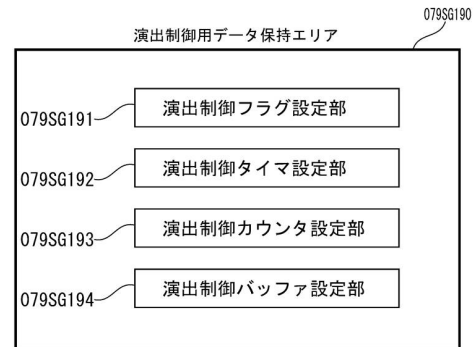 079SG190
演出制御用データ保持エリア
079SG191
演出制御フラグ設定部
079SG192
演出制御タイマ設定部
079SG193
演出制御カウンタ設定部
079SG194
演出制御バッファ設定部